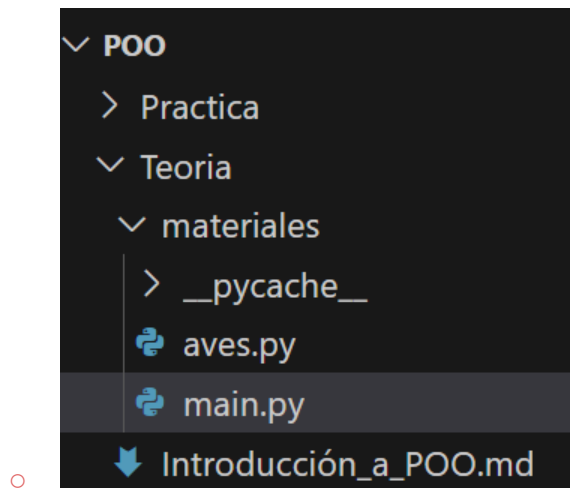 POO
Practica
Teoria
materiales
__pycache__
aves.py
main.py
Introducción_a_POO.md